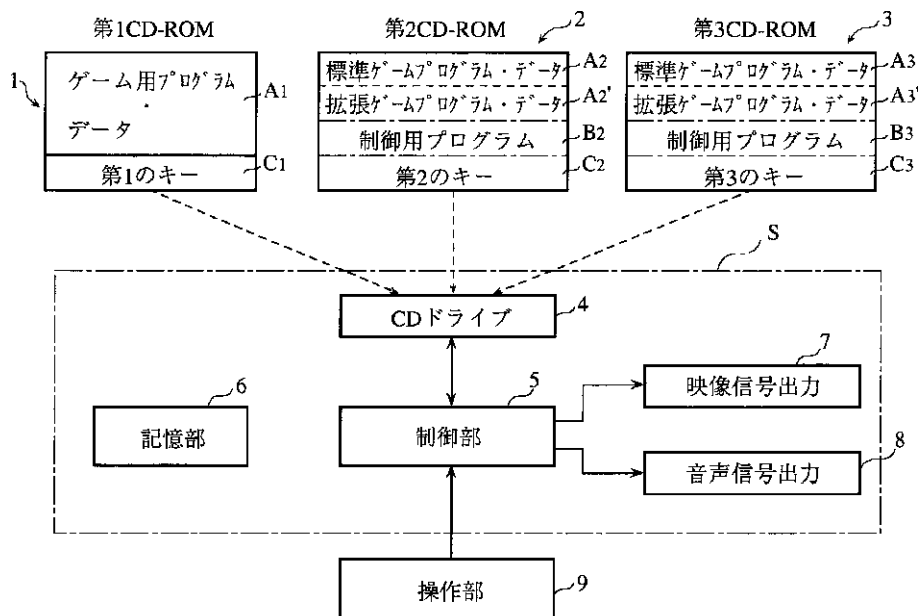 第1CD-ROM
第2CD-ROM
第3CD-ROM
1
2
3
ゲーム用プログラム
・
データ
A1
第1のキー
C1
標準ゲームプログラム・データ
A2
拡張ゲームプログラム・データ
A2'
制御用プログラム
B2
第2のキー
C2
標準ゲームプログラム・データ
A3
拡張ゲームプログラム・データ
A3'
制御用プログラム
B3
第3のキー
C3
S
CDドライブ
4
記憶部
6
制御部
5
映像信号出力
7
音声信号出力
8
操作部
9